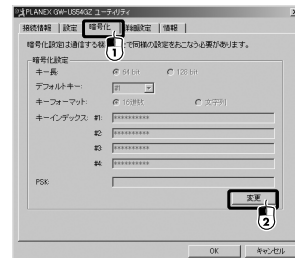 PLANEX GW-US54GZ ユーティリティ
接続情報 設定 暗号化 詳細設定 情報
1
暗号化設定は通信する で同様の設定をおこなう必要があります。
暗号化設定
キー長: 64 bit 128 bit
デフォルトキー: #1
キーフォーマット: 16進数 文字列
キーインデックス: #1: **********
#2: **********
#3: **********
#4: **********
PSK:
変更
2
OK キャンセル